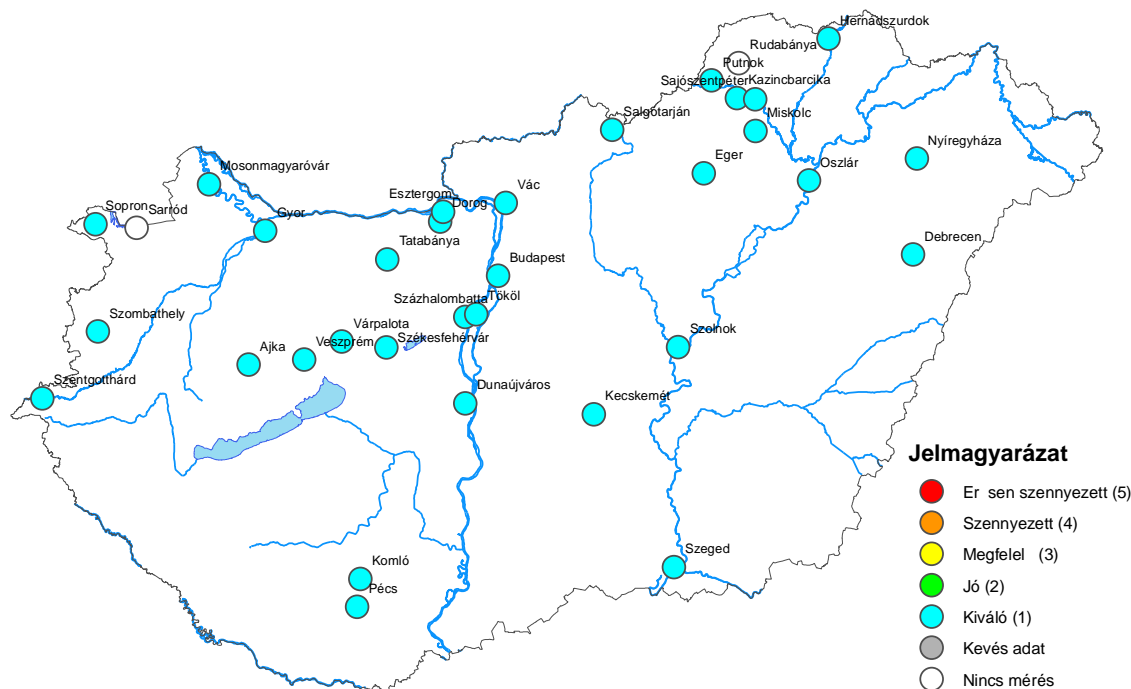 Hernádszurdok
Rudabánya
Putnok
Sajószentpéter
Kazincbarcika
Salgótarján
Miskolc
Nyíregyháza
Eger
Oszlár
Mosonmagyaróvár
Esztergom
Vác
Dorog
Sopron
Sarród
Gyor
Tatabánya
Debrecen
Budapest
Százhalombatta
Tököl
Szombathely
Várpalota
Szolnok
Ajka
Veszprém
Székesfehérvár
Szentgotthárd
Dunaújváros
Kecskemét
Szeged
Komló
Pécs
Jelmagyarázat
Er sen szennyezett (5)
Szennyezett (4)
Megfelel (3)
Jó (2)
Kiváló (1)
Kevés adat
Nincs mérés